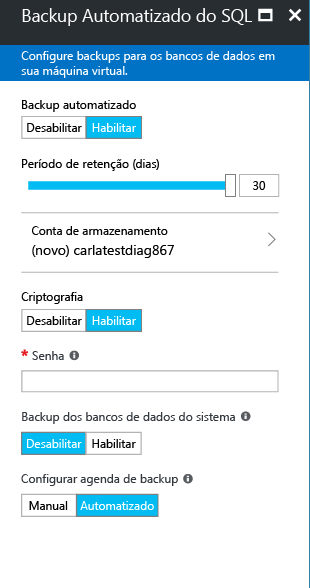 Backup Automatizado do SQL
Configure backups para os bancos de dados em
sua máquina virtual.
Backup automatizado
Desabilitar Habilitar
Período de retenção (dias)
30
Conta de armazenamento
(novo) carlatestdiag867
Criptografia
Desabilitar Habilitar
* Senha
Backup dos bancos de dados do sistema
Desabilitar Habilitar
Configurar agenda de backup
Manual Automatizado